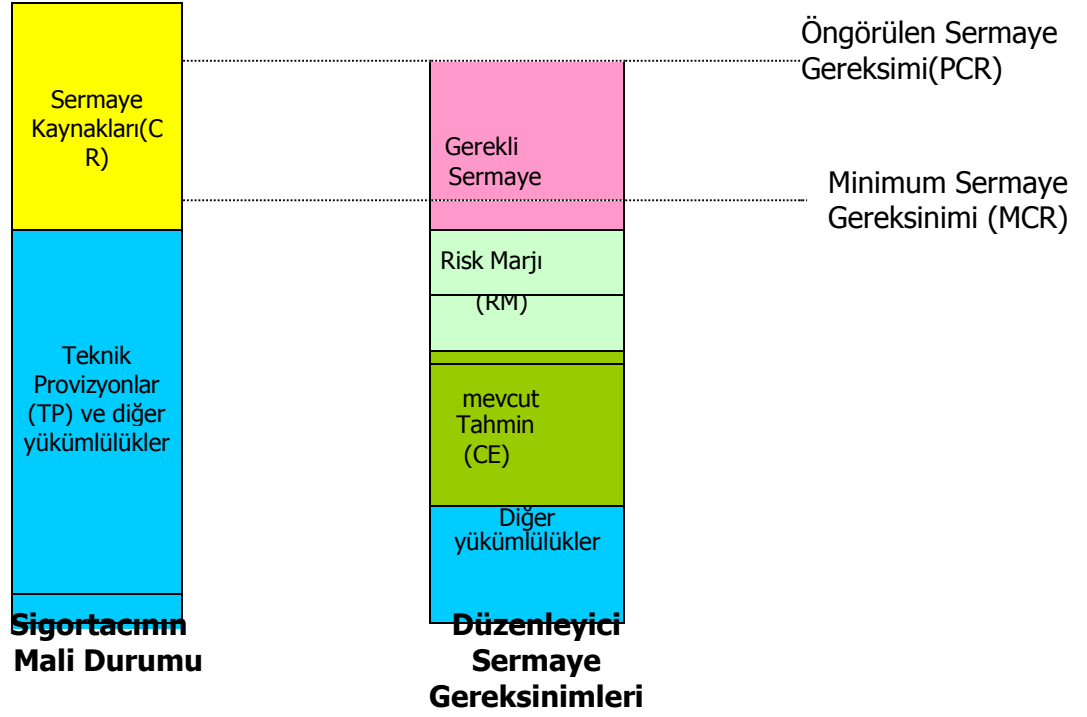 Öngörülen Sermaye
Gereksimi(PCR)
Sermaye
Kaynakları(C
R)
Gerekli
Sermaye
Minimum Sermaye
Gereksinimi (MCR)
Risk Marjı
(RM)
Teknik
Provizyonlar
(TP) ve diğer
yükümlülükler
mevcut
Tahmin
(CE)
Diğer
yükümlülükler
Sigortacının
Mali Durumu
Düzenleyici
Sermaye
Gereksinimleri